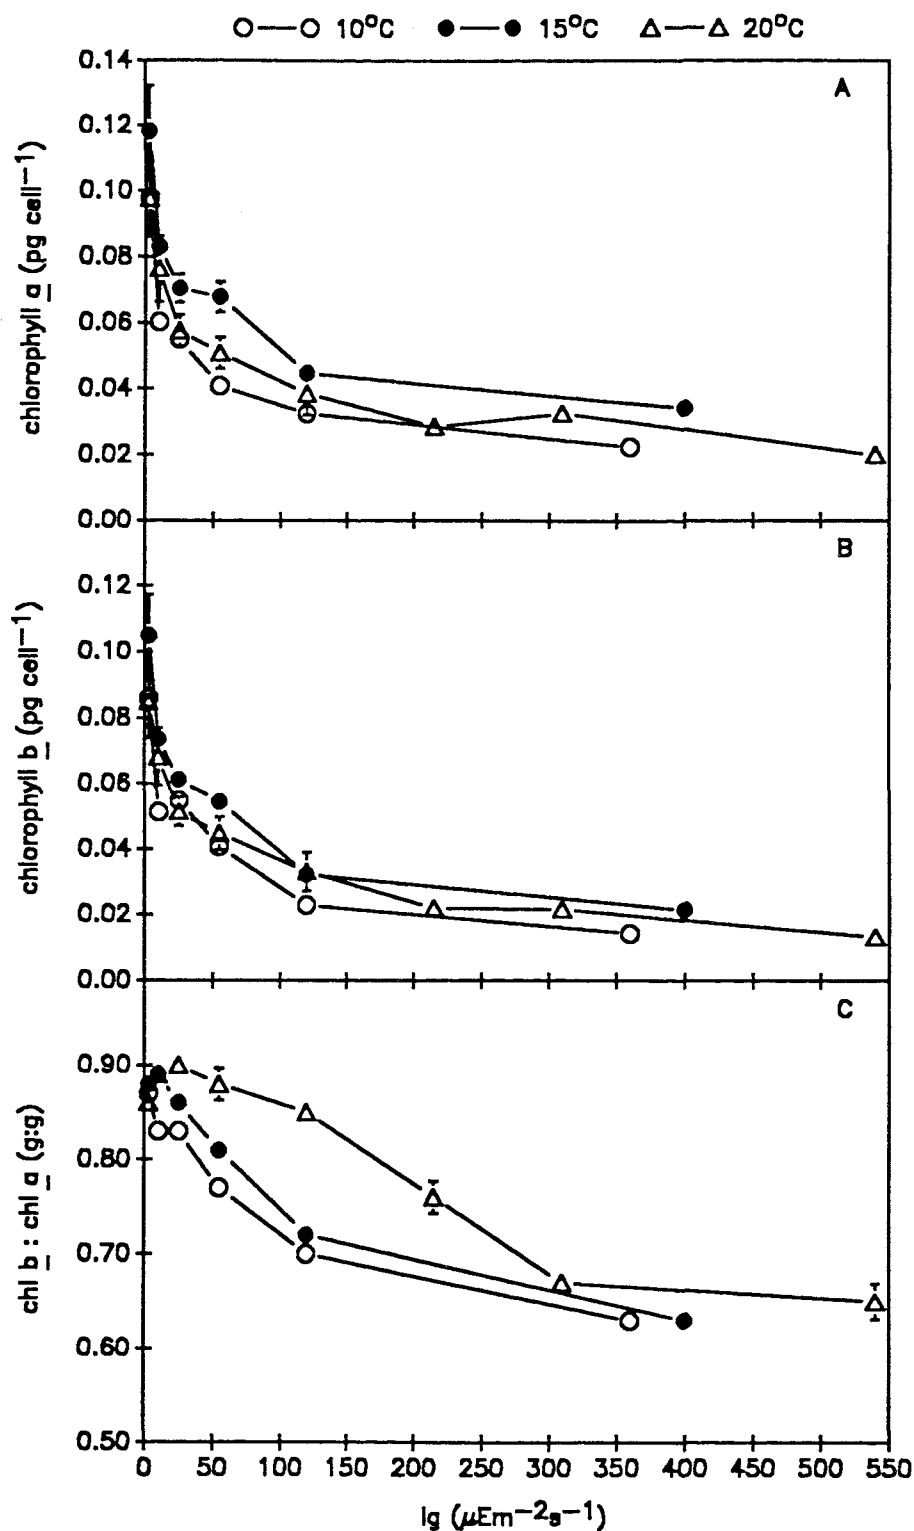 10°C 15°C 20°C
A
0.14
0.12
0.10
0.08
0.06
0.04
0.02
0.00
chlorophyll a (pg cell−1)
B
0.12
0.10
0.08
0.06
0.04
0.02
0.00
chlorophyll b (pg cell−1)
C
0.90
0.80
0.70
0.60
0.50
chl b : chl a (g:g)
0 50 100 150 200 250 300 350 400 450 500 550
Ig (μEm−2s−1)